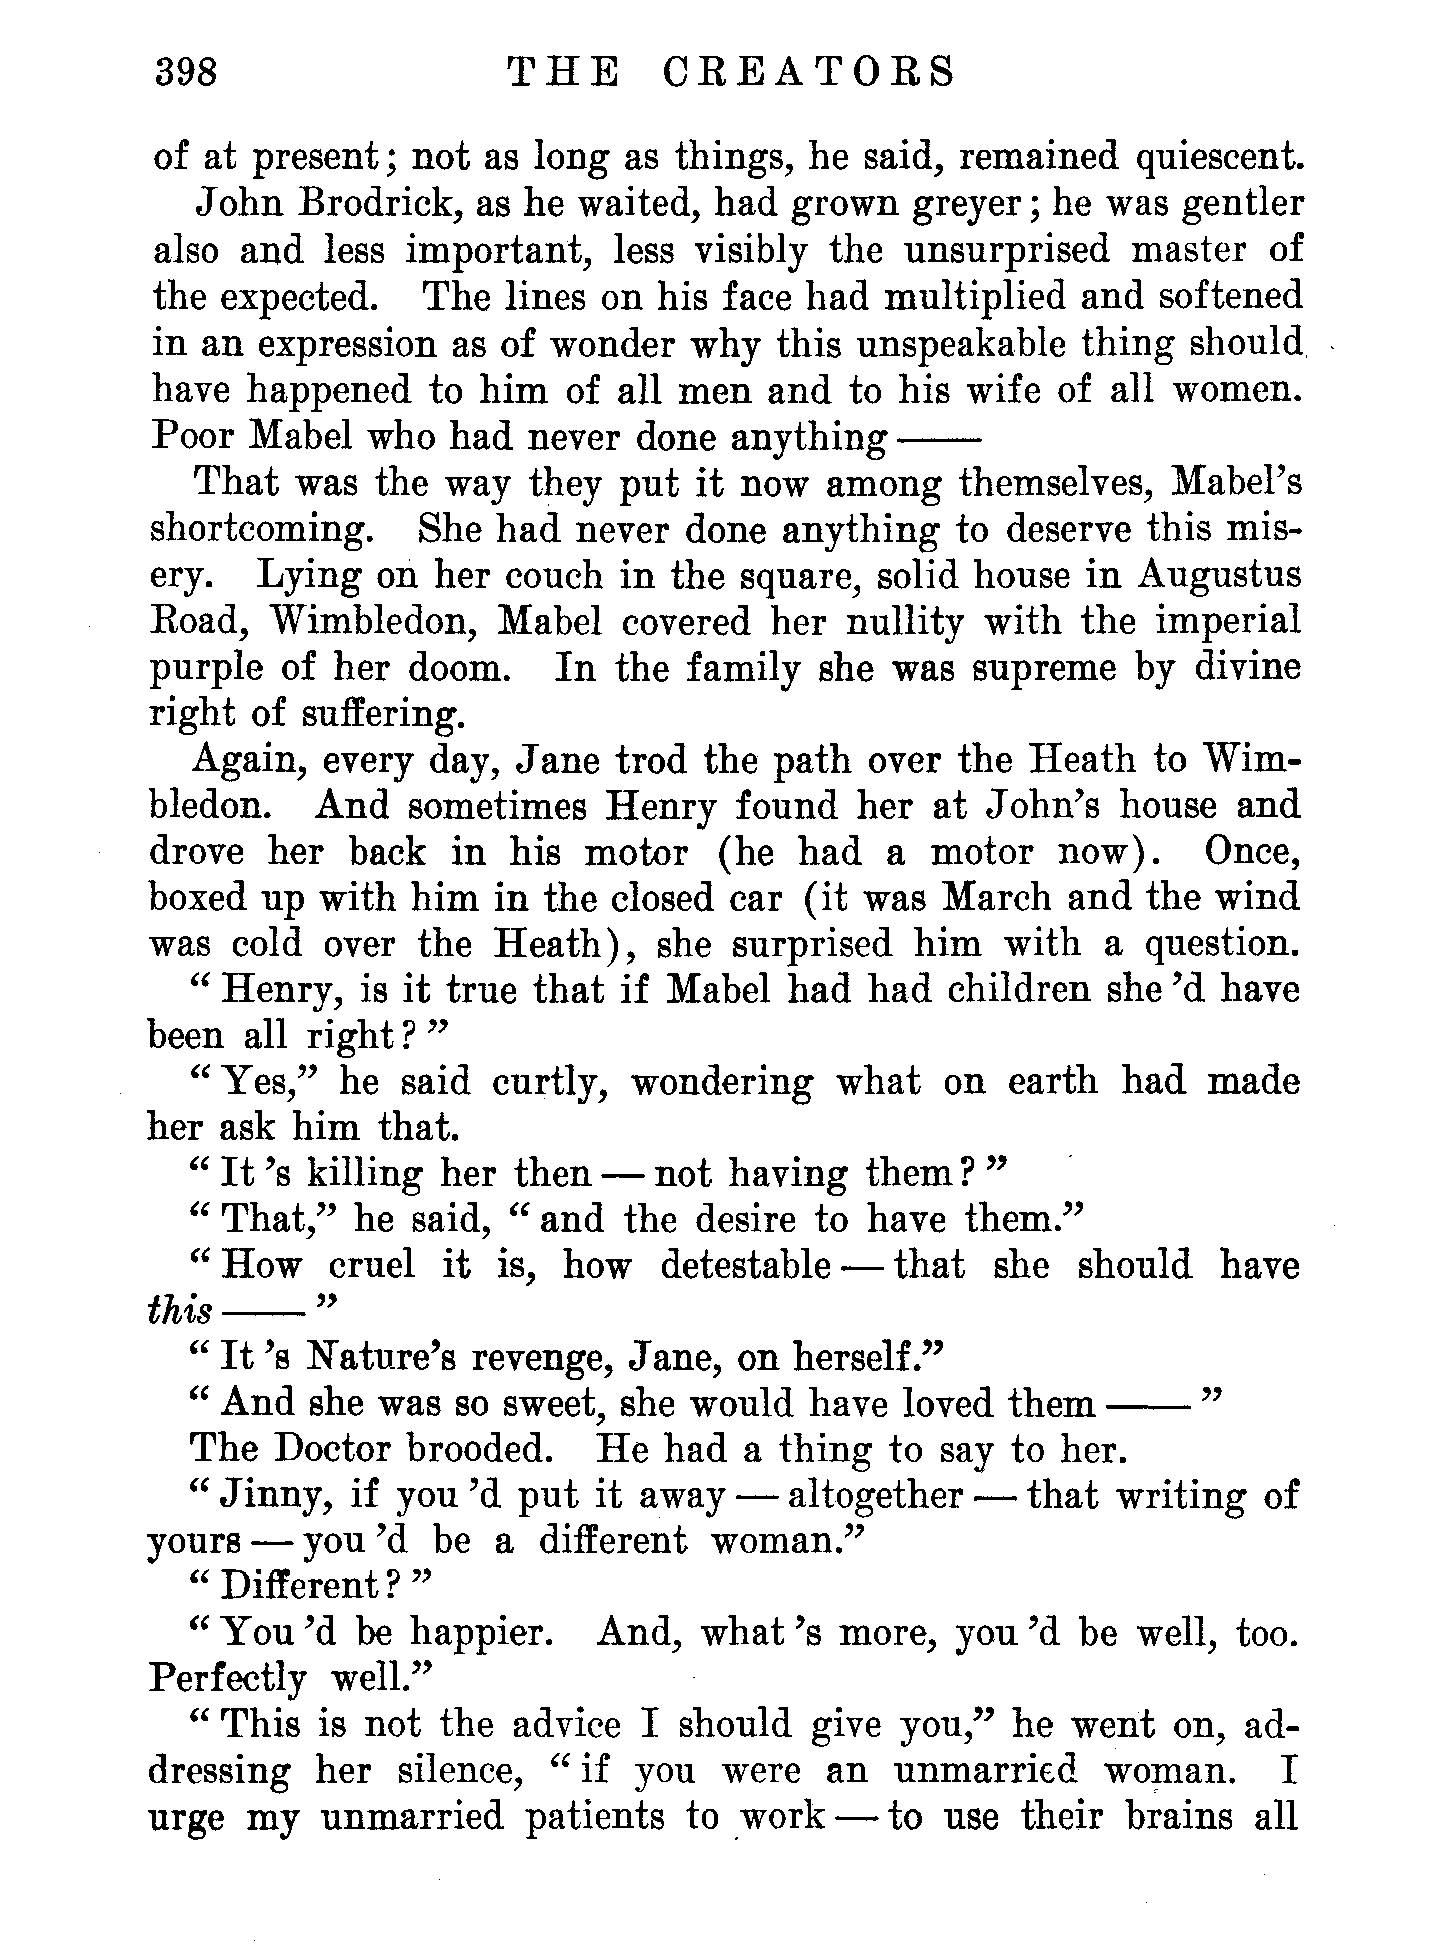 398 THE CREATORS
of at present; not as long as things, he said, remained quiescent.
John Brodrick, as he waited, had grown greyer; he was gentler
also and less important, less visibly the unsurprised master of
the expected. The lines on his face had multiplied and softened
in an expression as of wonder why this unspeakable thing should
have happened to him of all men and to his wife of all women.
Poor Mabel who had never done anything——
That was the way they put it now among themselves, Mabel's
shortcoming. She had never done anything to deserve this mis-
ery. Lying on her couch in the square, solid house in Augustus
Road, Wimbledon, Mabel covered her nullity with the imperial
purple of her doom. In the family she was supreme by divine
right of suffering.
Again, every day, Jane trod the path over the Heath to Wim-
bledon. And sometimes Henry found her at John's house and
drove her back in his motor (he had a motor now). Once,
boxed up with him in the closed car (it was March and the wind
was cold over the Heath), she surprised him with a question.
"Henry, is it true that if Mabel had had children she'd have
been all right?"
"Yes," he said curtly, wondering what on earth had made
her ask him that.
"It's killing her then—not having them?"
"That," he said, "and the desire to have them."
"How cruel it is, how detestable—that she should have
this——"
"It's Nature's revenge, Jane, on herself."
"And she was so sweet, she would have loved them——"
The Doctor brooded. He had a thing to say to her.
"Jinny, if you'd put it away—altogether—that writing of
yours—you'd be a different woman."
"Different?"
"You'd be happier. And, what's more, you'd be well, too.
Perfectly well."
"This is not the advice I should give you," he went on, ad-
dressing her silence, "if you were an unmarried woman. I
urge my unmarried patients to work—to use their brains all